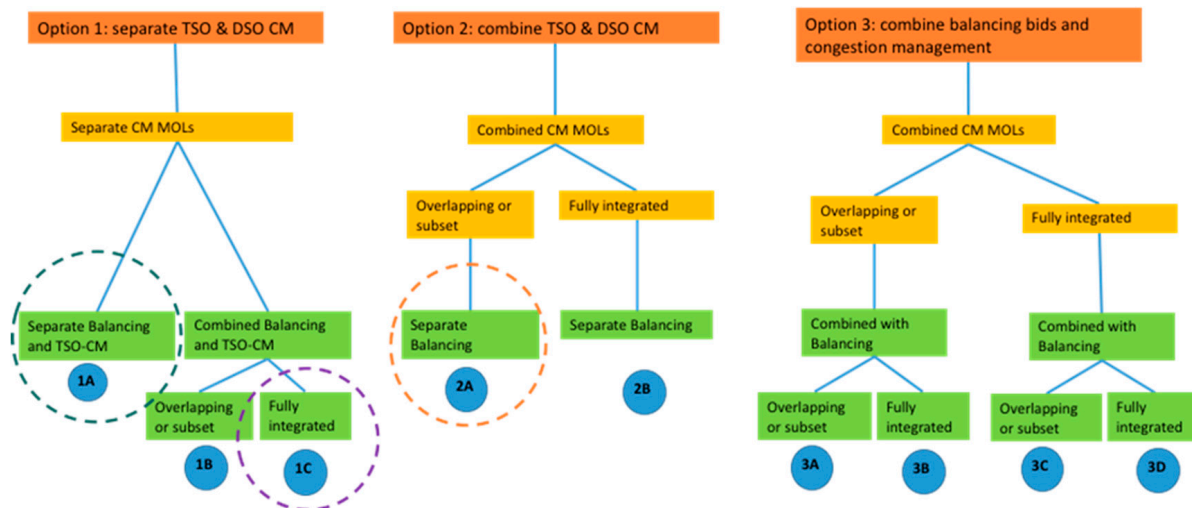 Option 1: separate TSO & DSO CM
Separate CM MOLs
Separate Balancing
and TSO-CM
1A
Combined Balancing
and TSO-CM
Overlapping
or subset
1B
Fully
integrated
1C
Option 2: combine TSO & DSO CM
Combined CM MOLs
Overlapping or
subset
Fully integrated
Separate
Balancing
2A
Separate Balancing
2B
Option 3: combine balancing bids and
congestion management
Combined CM MOLs
Overlapping or
subset
Fully integrated
Combined with
Balancing
Combined with
Balancing
Overlapping
or subset
3A
Fully
integrated
3B
Overlapping
or subset
3C
Fully
integrated
3D